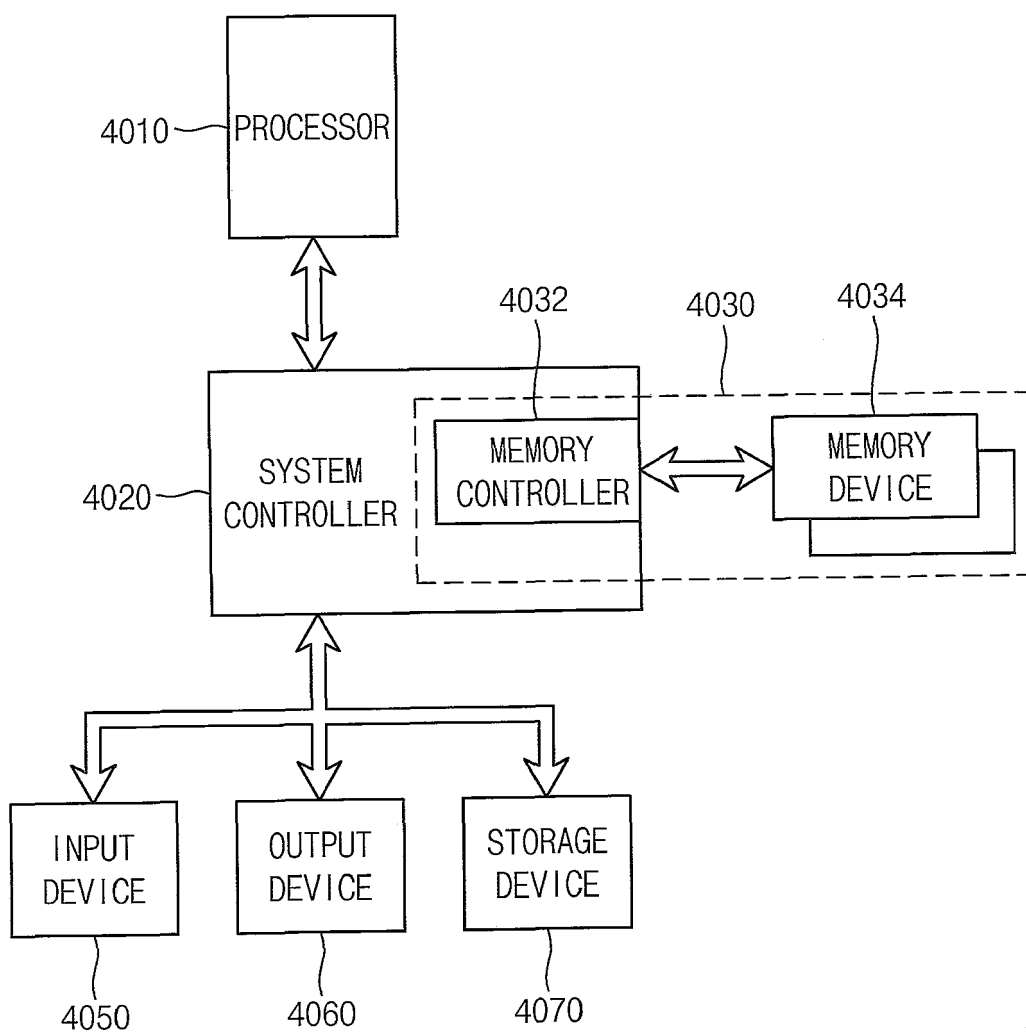 4010
PROCESSOR
4032
4030
4034
4020
SYSTEM
CONTROLLER
MEMORY
CONTROLLER
MEMORY
DEVICE
INPUT
DEVICE
OUTPUT
DEVICE
STORAGE
DEVICE
4050
4060
4070